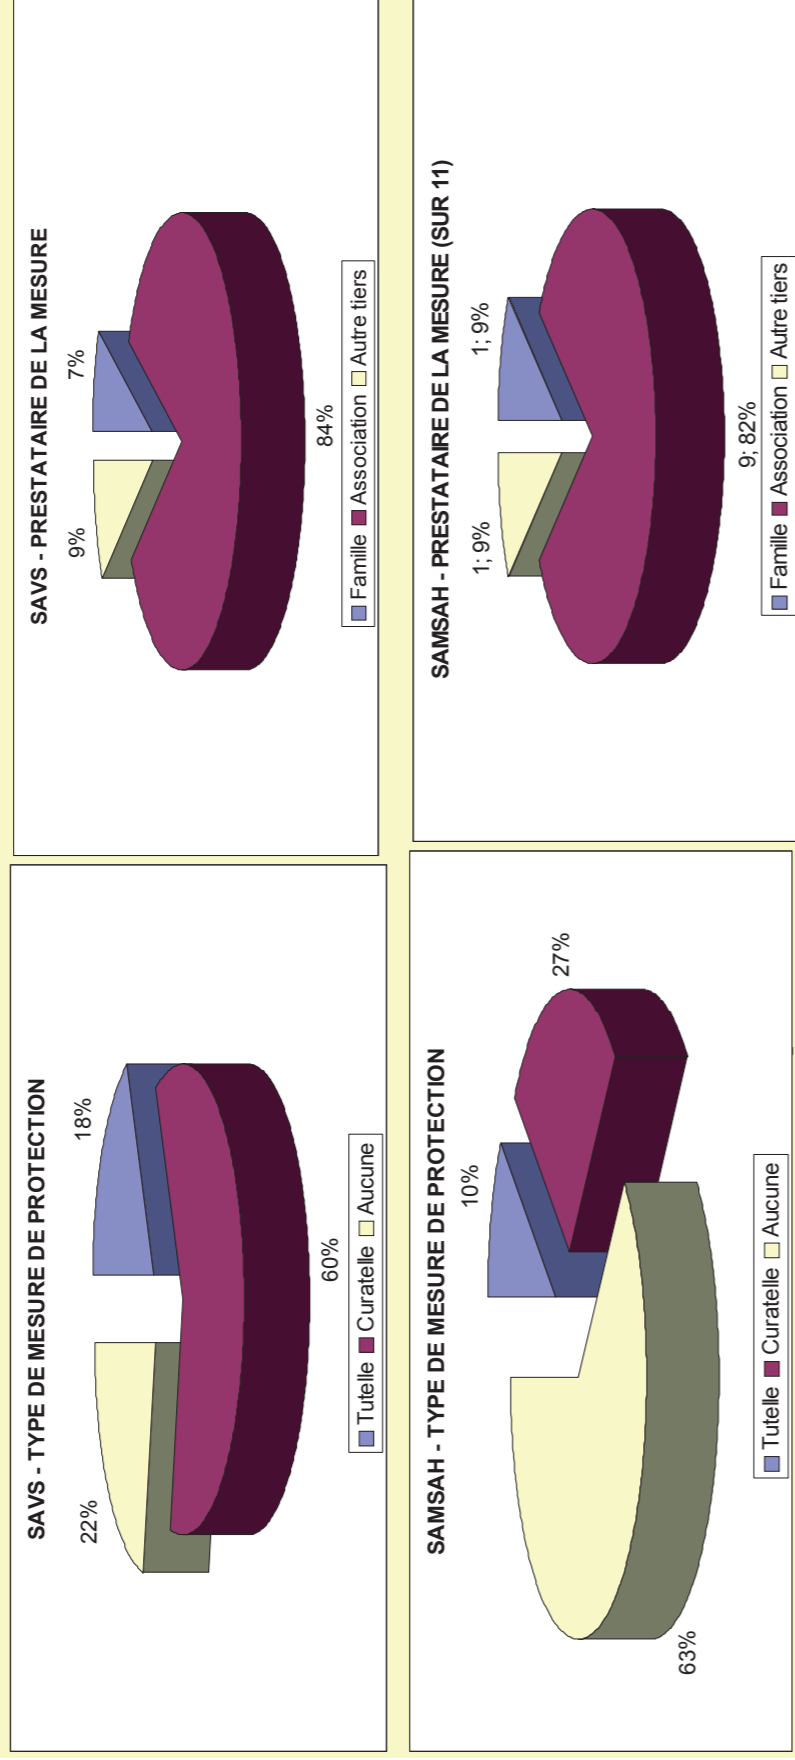 SAVS - TYPE DE MESURE DE PROTECTION
18%
22%
60%
Tutelle Curatelle Aucune
SAVS - PRESTATAIRE DE LA MESURE
7%
9%
84%
Famille Association Autre tiers
SAMSAH - TYPE DE MESURE DE PROTECTION
10%
27%
63%
Tutelle Curatelle Aucune
SAMSAH - PRESTATAIRE DE LA MESURE (SUR 11)
1; 9%
1; 9%
9; 82%
Famille Association Autre tiers